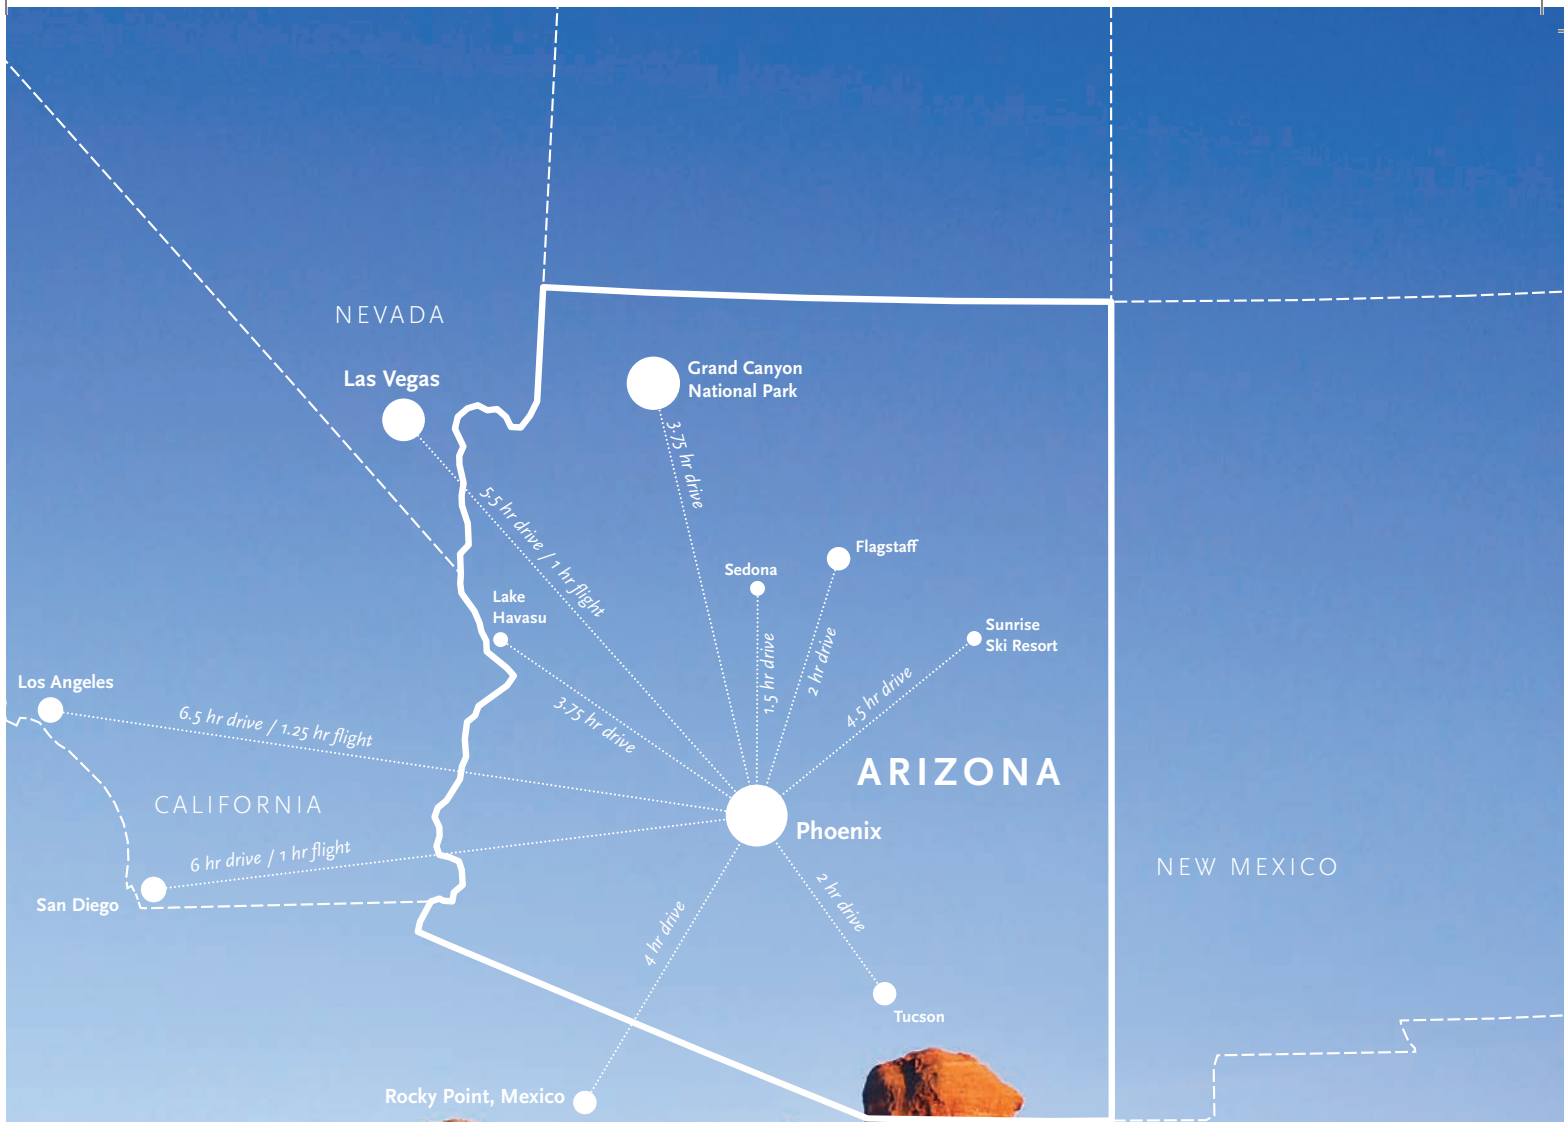 NEVADA
Las Vegas
Grand Canyon
National Park
3.75 hr drive
5.5 hr drive / 1 hr flight
Flagstaff
Sedona
Lake
Havasu
Sunrise
Ski Resort
1.5 hr drive
2 hr drive
4.5 hr drive
Los Angeles
6.5 hr drive / 1.25 hr flight
3.75 hr drive
ARIZONA
CALIFORNIA
Phoenix
6 hr drive / 1 hr flight
NEW MEXICO
San Diego
2 hr drive
4 hr drive
Tucson
Rocky Point, Mexico